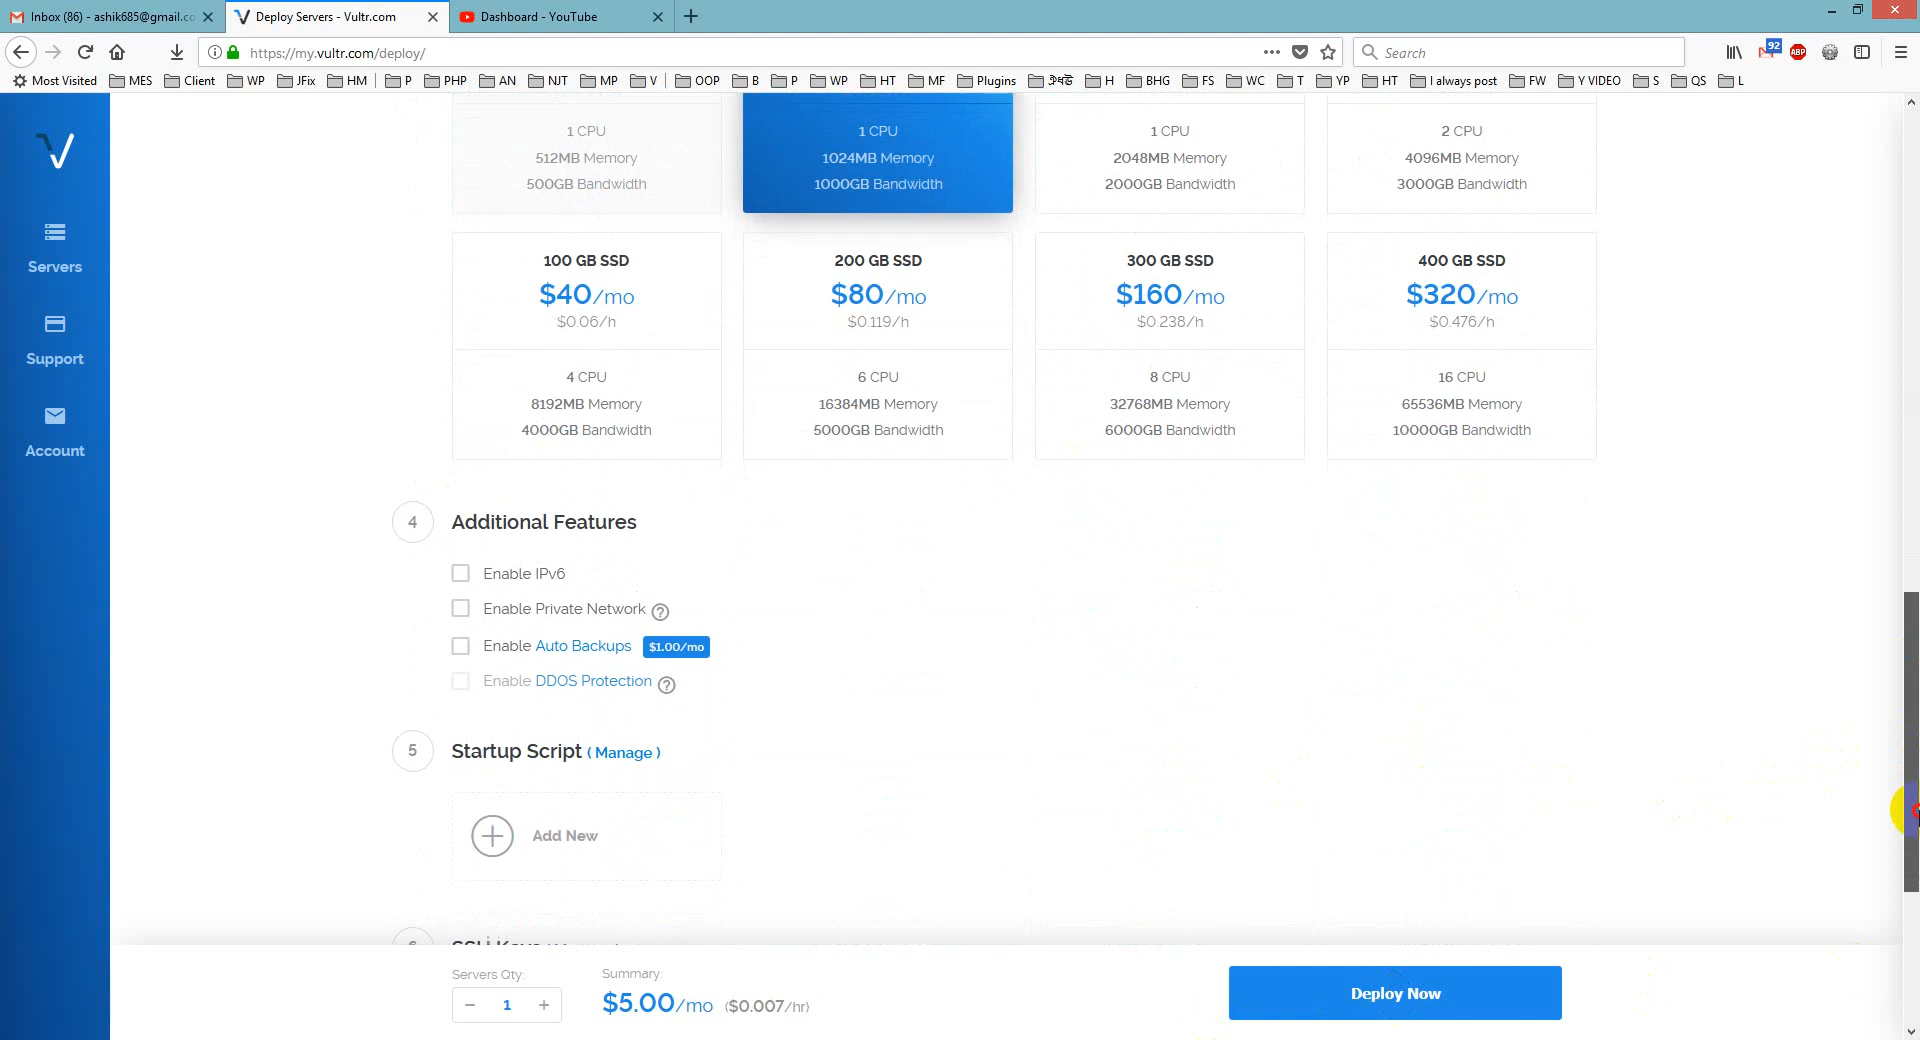 Inbox (86) - ashik685@gmail.co
Deploy Servers - Vultr.com
Dashboard - YouTube
https://my.vultr.com/deploy/
Search
92
ABP
Most Visited MES Client WP JFix HM P PHP AN NJT MP V OOP B P WP HT MF Plugins H BHG FS WC T YP HT I always post FW Y VIDEO S QS L
1 CPU
512MB Memory
500GB Bandwidth
1 CPU
1024MB Memory
1000GB Bandwidth
1 CPU
2048MB Memory
2000GB Bandwidth
2 CPU
4096MB Memory
3000GB Bandwidth
Servers
Support
Account
100 GB SSD
$40/mo
$0.06/h
4 CPU
8192MB Memory
4000GB Bandwidth
200 GB SSD
$80/mo
$0.119/h
6 CPU
16384MB Memory
5000GB Bandwidth
300 GB SSD
$160/mo
$0.238/h
8 CPU
32768MB Memory
6000GB Bandwidth
400 GB SSD
$320/mo
$0.476/h
16 CPU
65536MB Memory
10000GB Bandwidth
4 Additional Features
Enable IPv6
Enable Private Network ?
Enable Auto Backups $1.00/mo
Enable DDOS Protection ?
5 Startup Script ( Manage )
Add New
Servers Qty:
− 1 +
Summary:
$5.00/mo ($0.007/hr)
Deploy Now